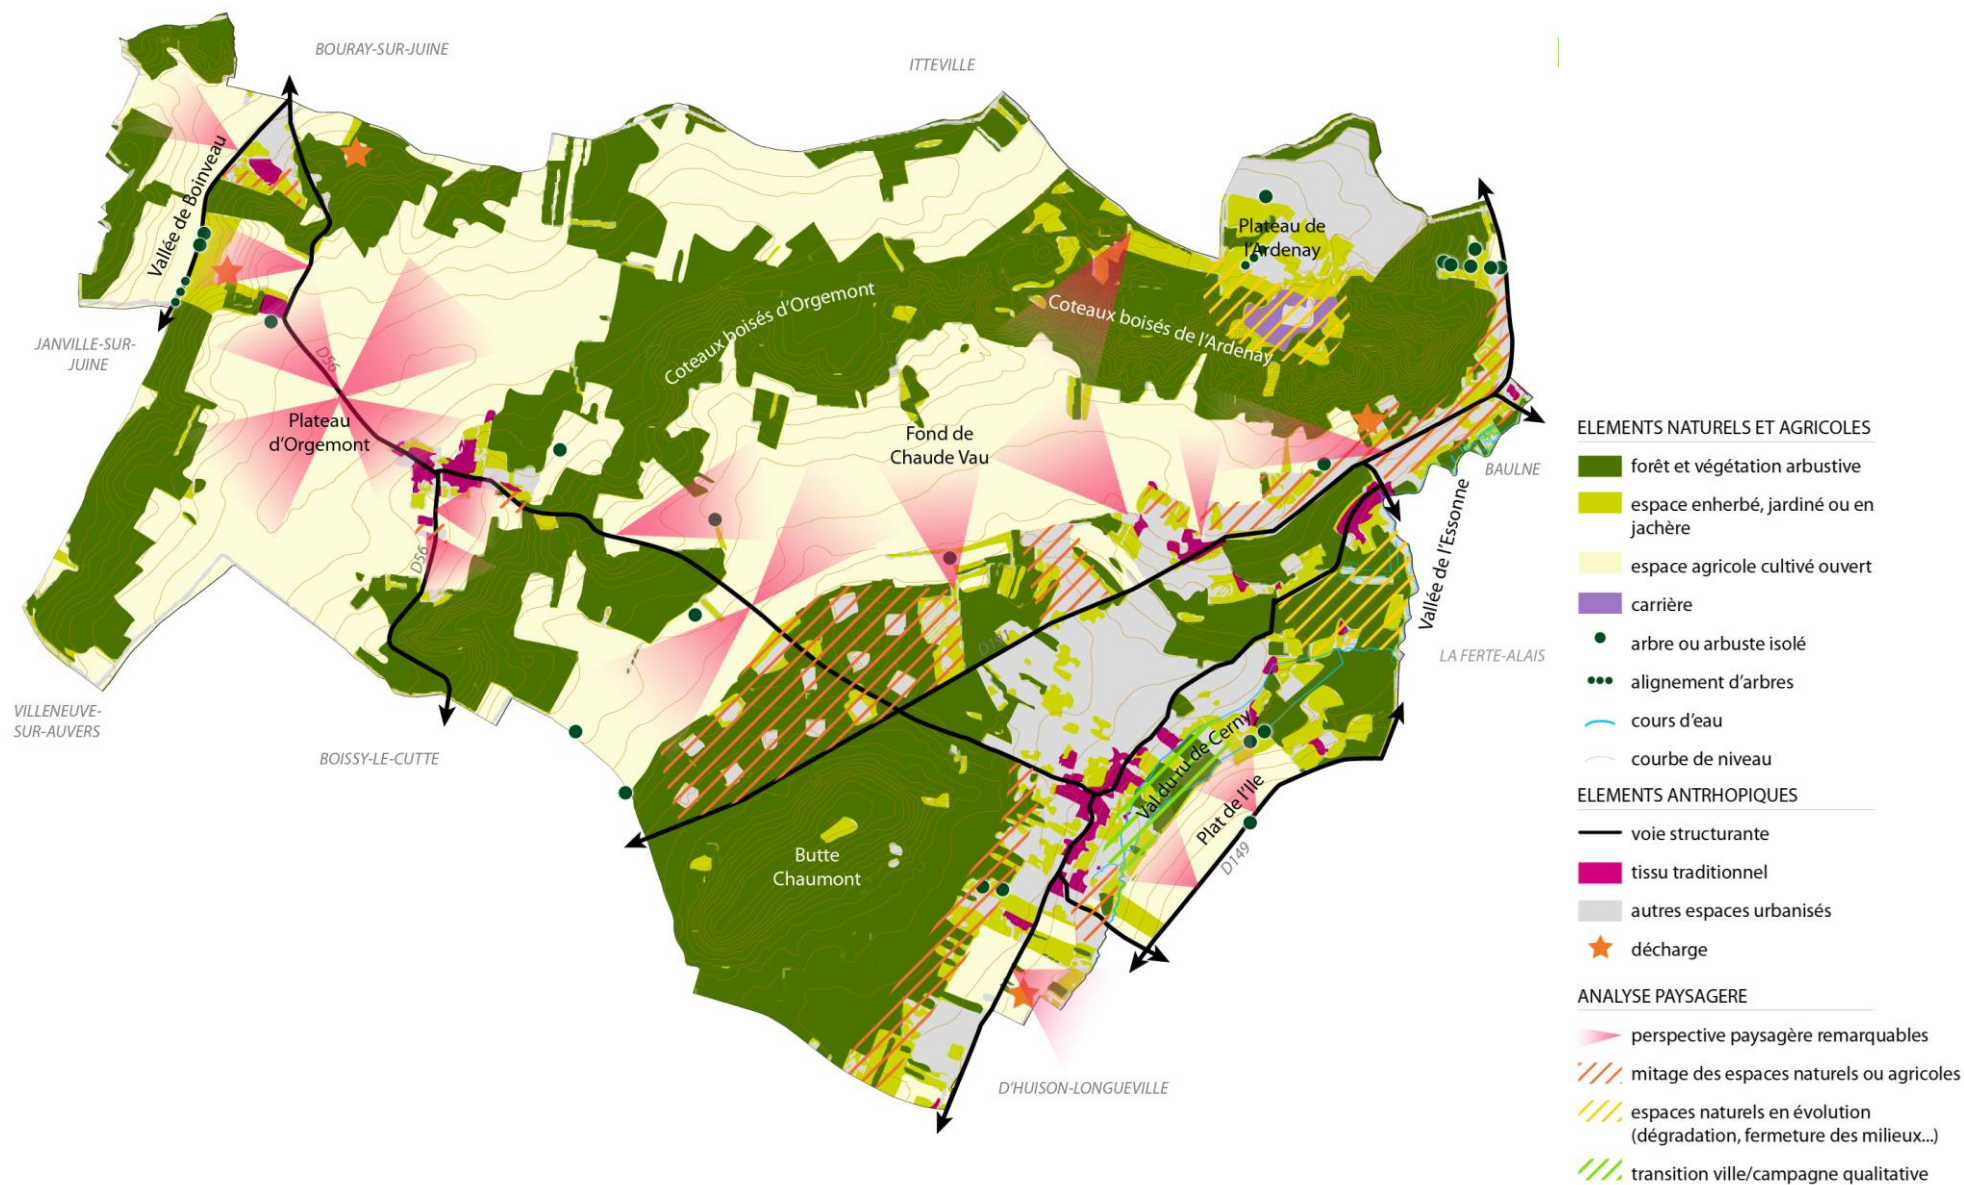 BOURAY-SUR-JUINE
ITTEVILLE
Vallée de Boinveau
Plateau de
l'Ardenay
JANVILLE-SUR-
JUINE
D56
Coteaux boisés d'Orgemont
Coteaux boisés de l'Ardenay
Plateau
d'Orgemont
Fond de
Chaude Vau
BAULNE
Vallée de l'Essonne
D56
D191
LA FERTE-ALAIS
VILLENEUVE-
SUR-AUVERS
BOISSY-LE-CUTTE
Val du ru de Cerny
Plat de l'Ile
D149
Butte
Chaumont
D'HUISON-LONGUEVILLE
ELEMENTS NATURELS ET AGRICOLES
forêt et végétation arbustive
espace enherbé, jardiné ou en
jachère
espace agricole cultivé ouvert
carrière
arbre ou arbuste isolé
alignement d'arbres
cours d'eau
courbe de niveau
ELEMENTS ANTRHOPIQUES
voie structurante
tissu traditionnel
autres espaces urbanisés
décharge
ANALYSE PAYSAGERE
perspective paysagère remarquables
mitage des espaces naturels ou agricoles
espaces naturels en évolution
(dégradation, fermeture des milieux...)
transition ville/campagne qualitative